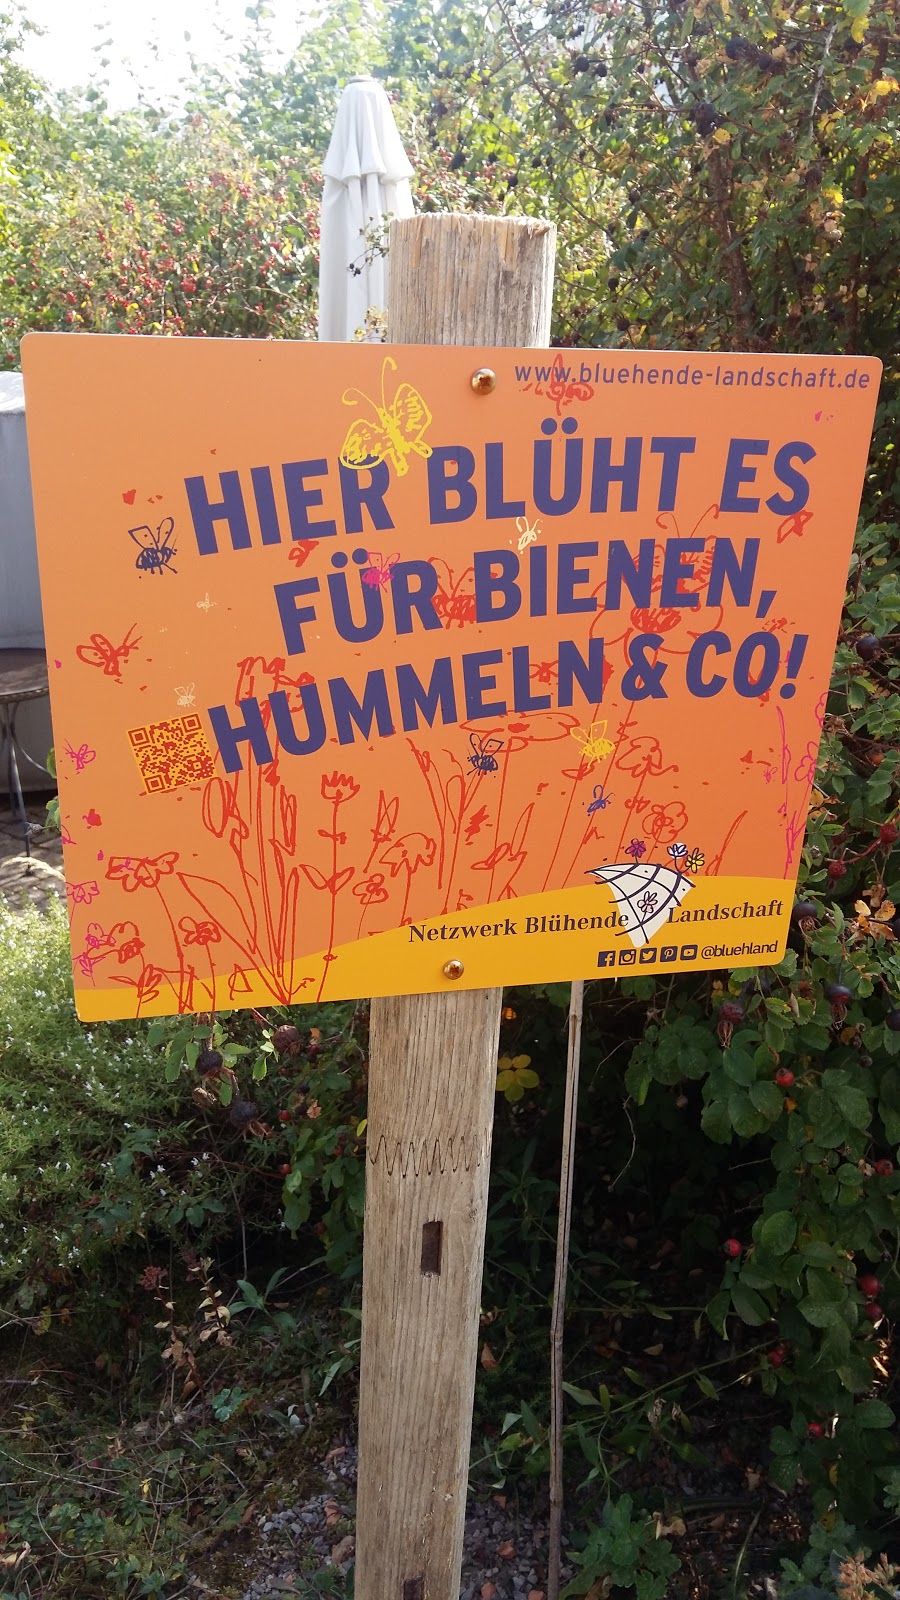 www.bluehende-landschaft.de
HIER BLÜHT ES
FÜR BIENEN,
HUMMELN & CO!
Netzwerk Blühende Landschaft
@bluehland